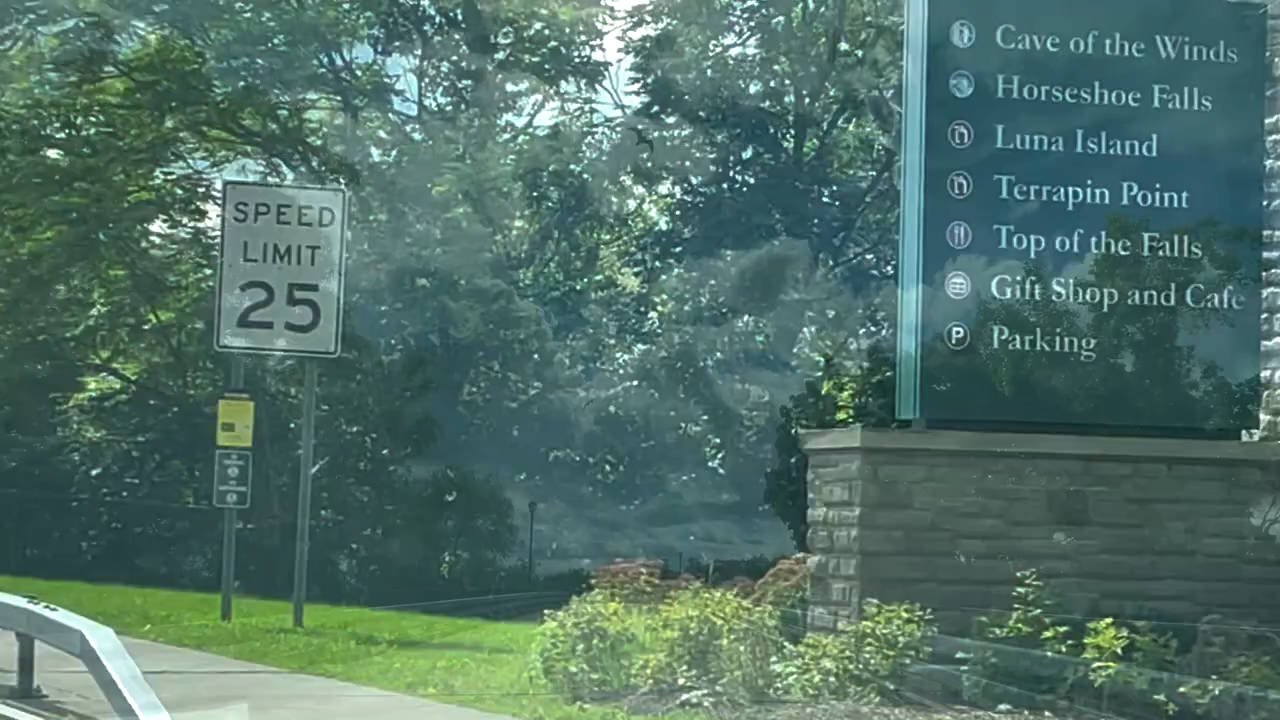 SPEED
LIMIT
25
Cave of the Winds
Horseshoe Falls
Luna Island
Terrapin Point
Top of the Falls
Gift Shop and Cafe
P Parking